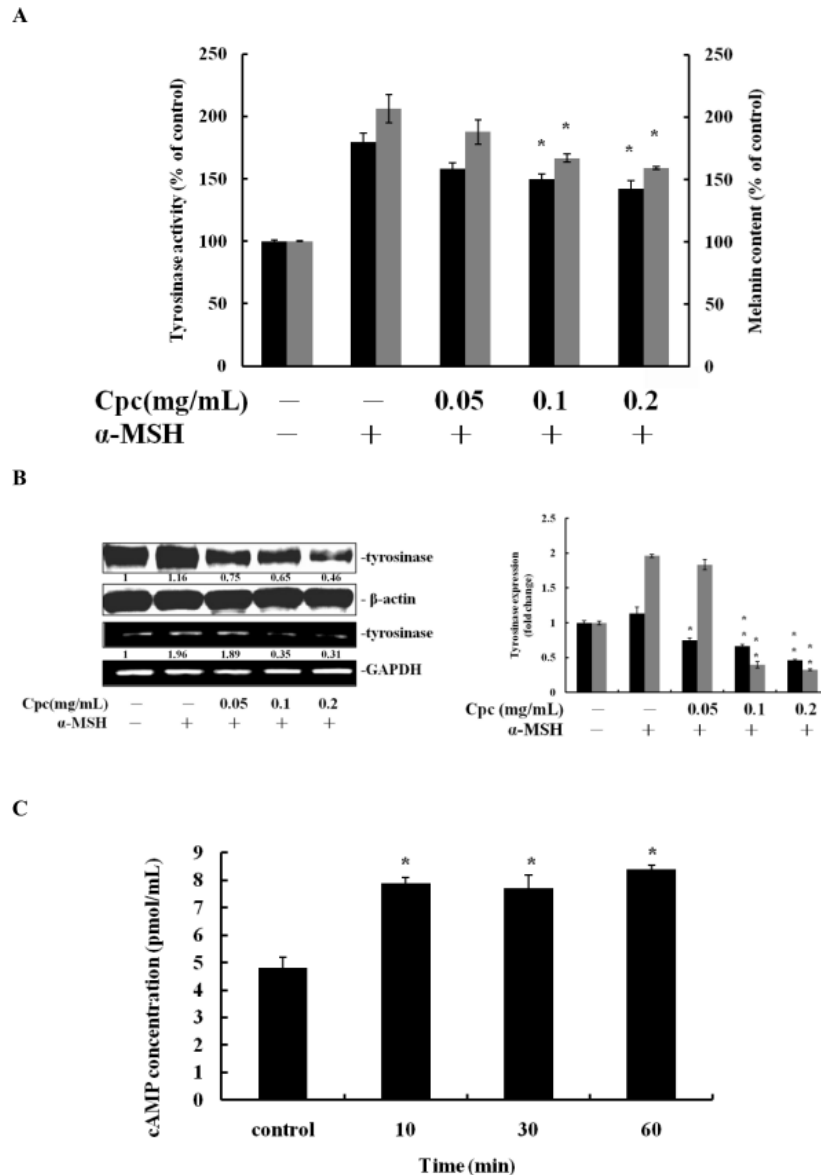 A
250
200
150
100
50
0
Tyrosinase activity (% of control)
250
200
150
100
50
0
Melanin content (% of control)
* * * *
Cpc(mg/mL) — — 0.05 0.1 0.2
α-MSH — + + + +
B
-tyrosinase
1 1.16 0.75 0.65 0.46
- β-actin
-tyrosinase
1 1.96 1.89 0.35 0.31
-GAPDH
Cpc(mg/mL) — — 0.05 0.1 0.2
α-MSH — + + + +
2.5
2
1.5
1
0.5
0
Tyrosinase expression
(fold change)
* ** ** ** **
Cpc (mg/mL) — — 0.05 0.1 0.2
α-MSH — + + + +
C
9
8
7
6
5
4
3
2
1
0
cAMP concentration (pmol/mL)
* * *
control 10 30 60
Time (min)